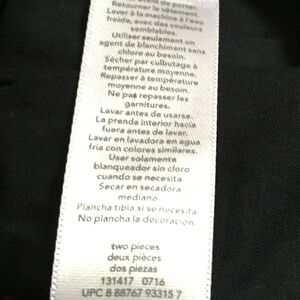 avant de porter.
Retourner le vêtement.
Laver à la machine à l'eau
froide, avec des couleurs
semblables.
Utiliser seulement un
agent de blanchiment sans
chlore au besoin.
Sécher par culbutage à
température moyenne.
Repasser à température
moyenne au besoin.
Ne pas repasser les
garnitures.
Lavar antes de usarse.
La prenda interior hacia
fuera antes de lavar.
Lavar en lavadora en agua
fria con colores similares.
Usar solamente
blanqueador sin cloro
cuando se necesita
Secar en secadora
mediano
Plancha tibia si su necesita
No plancha la decoracion.
two pieces
deux pièces
dos piezas
131417 0716
UPC 8 88767 93315 7